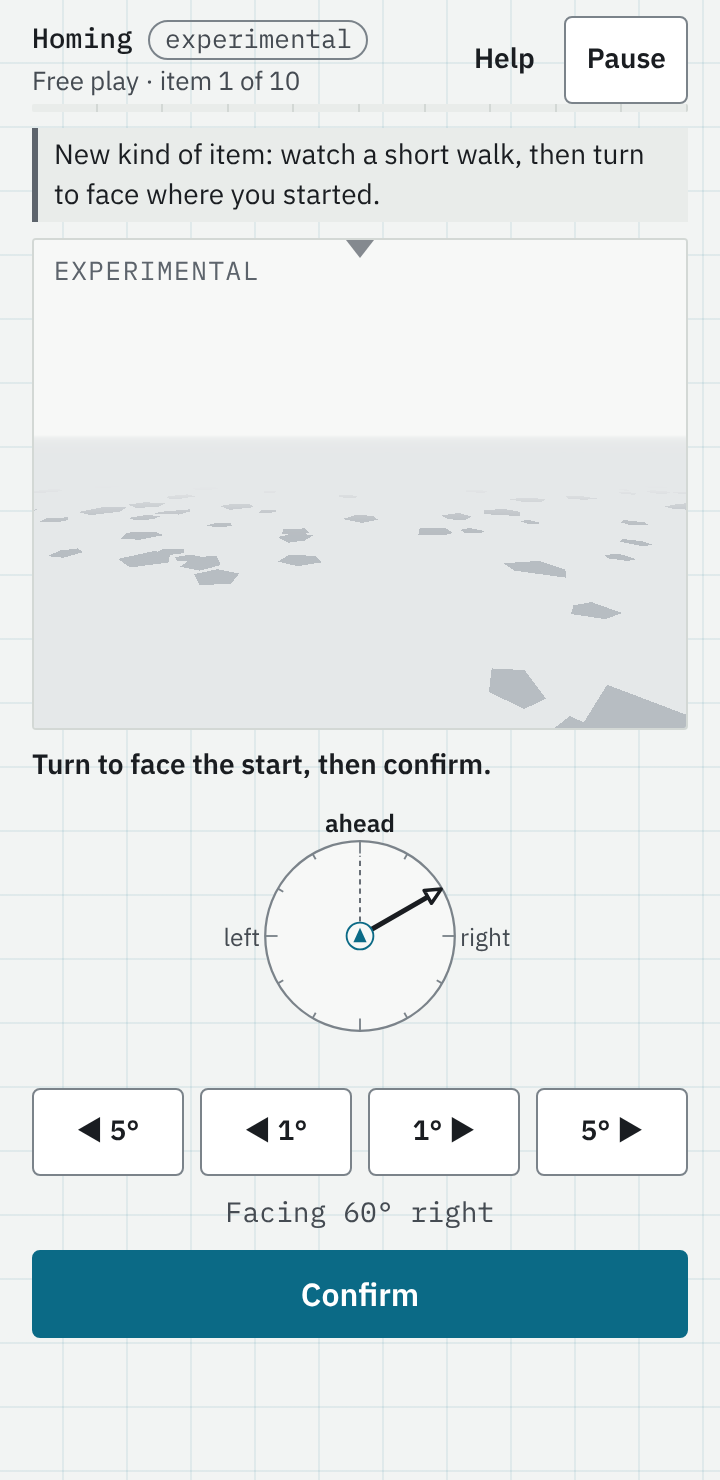 Homing experimental
Free play · item 1 of 10
Help
Pause
New kind of item: watch a short walk, then turn
to face where you started.
EXPERIMENTAL
Turn to face the start, then confirm.
ahead
left
right
◀ 5°
◀ 1°
1° ▶
5° ▶
Facing 60° right
Confirm